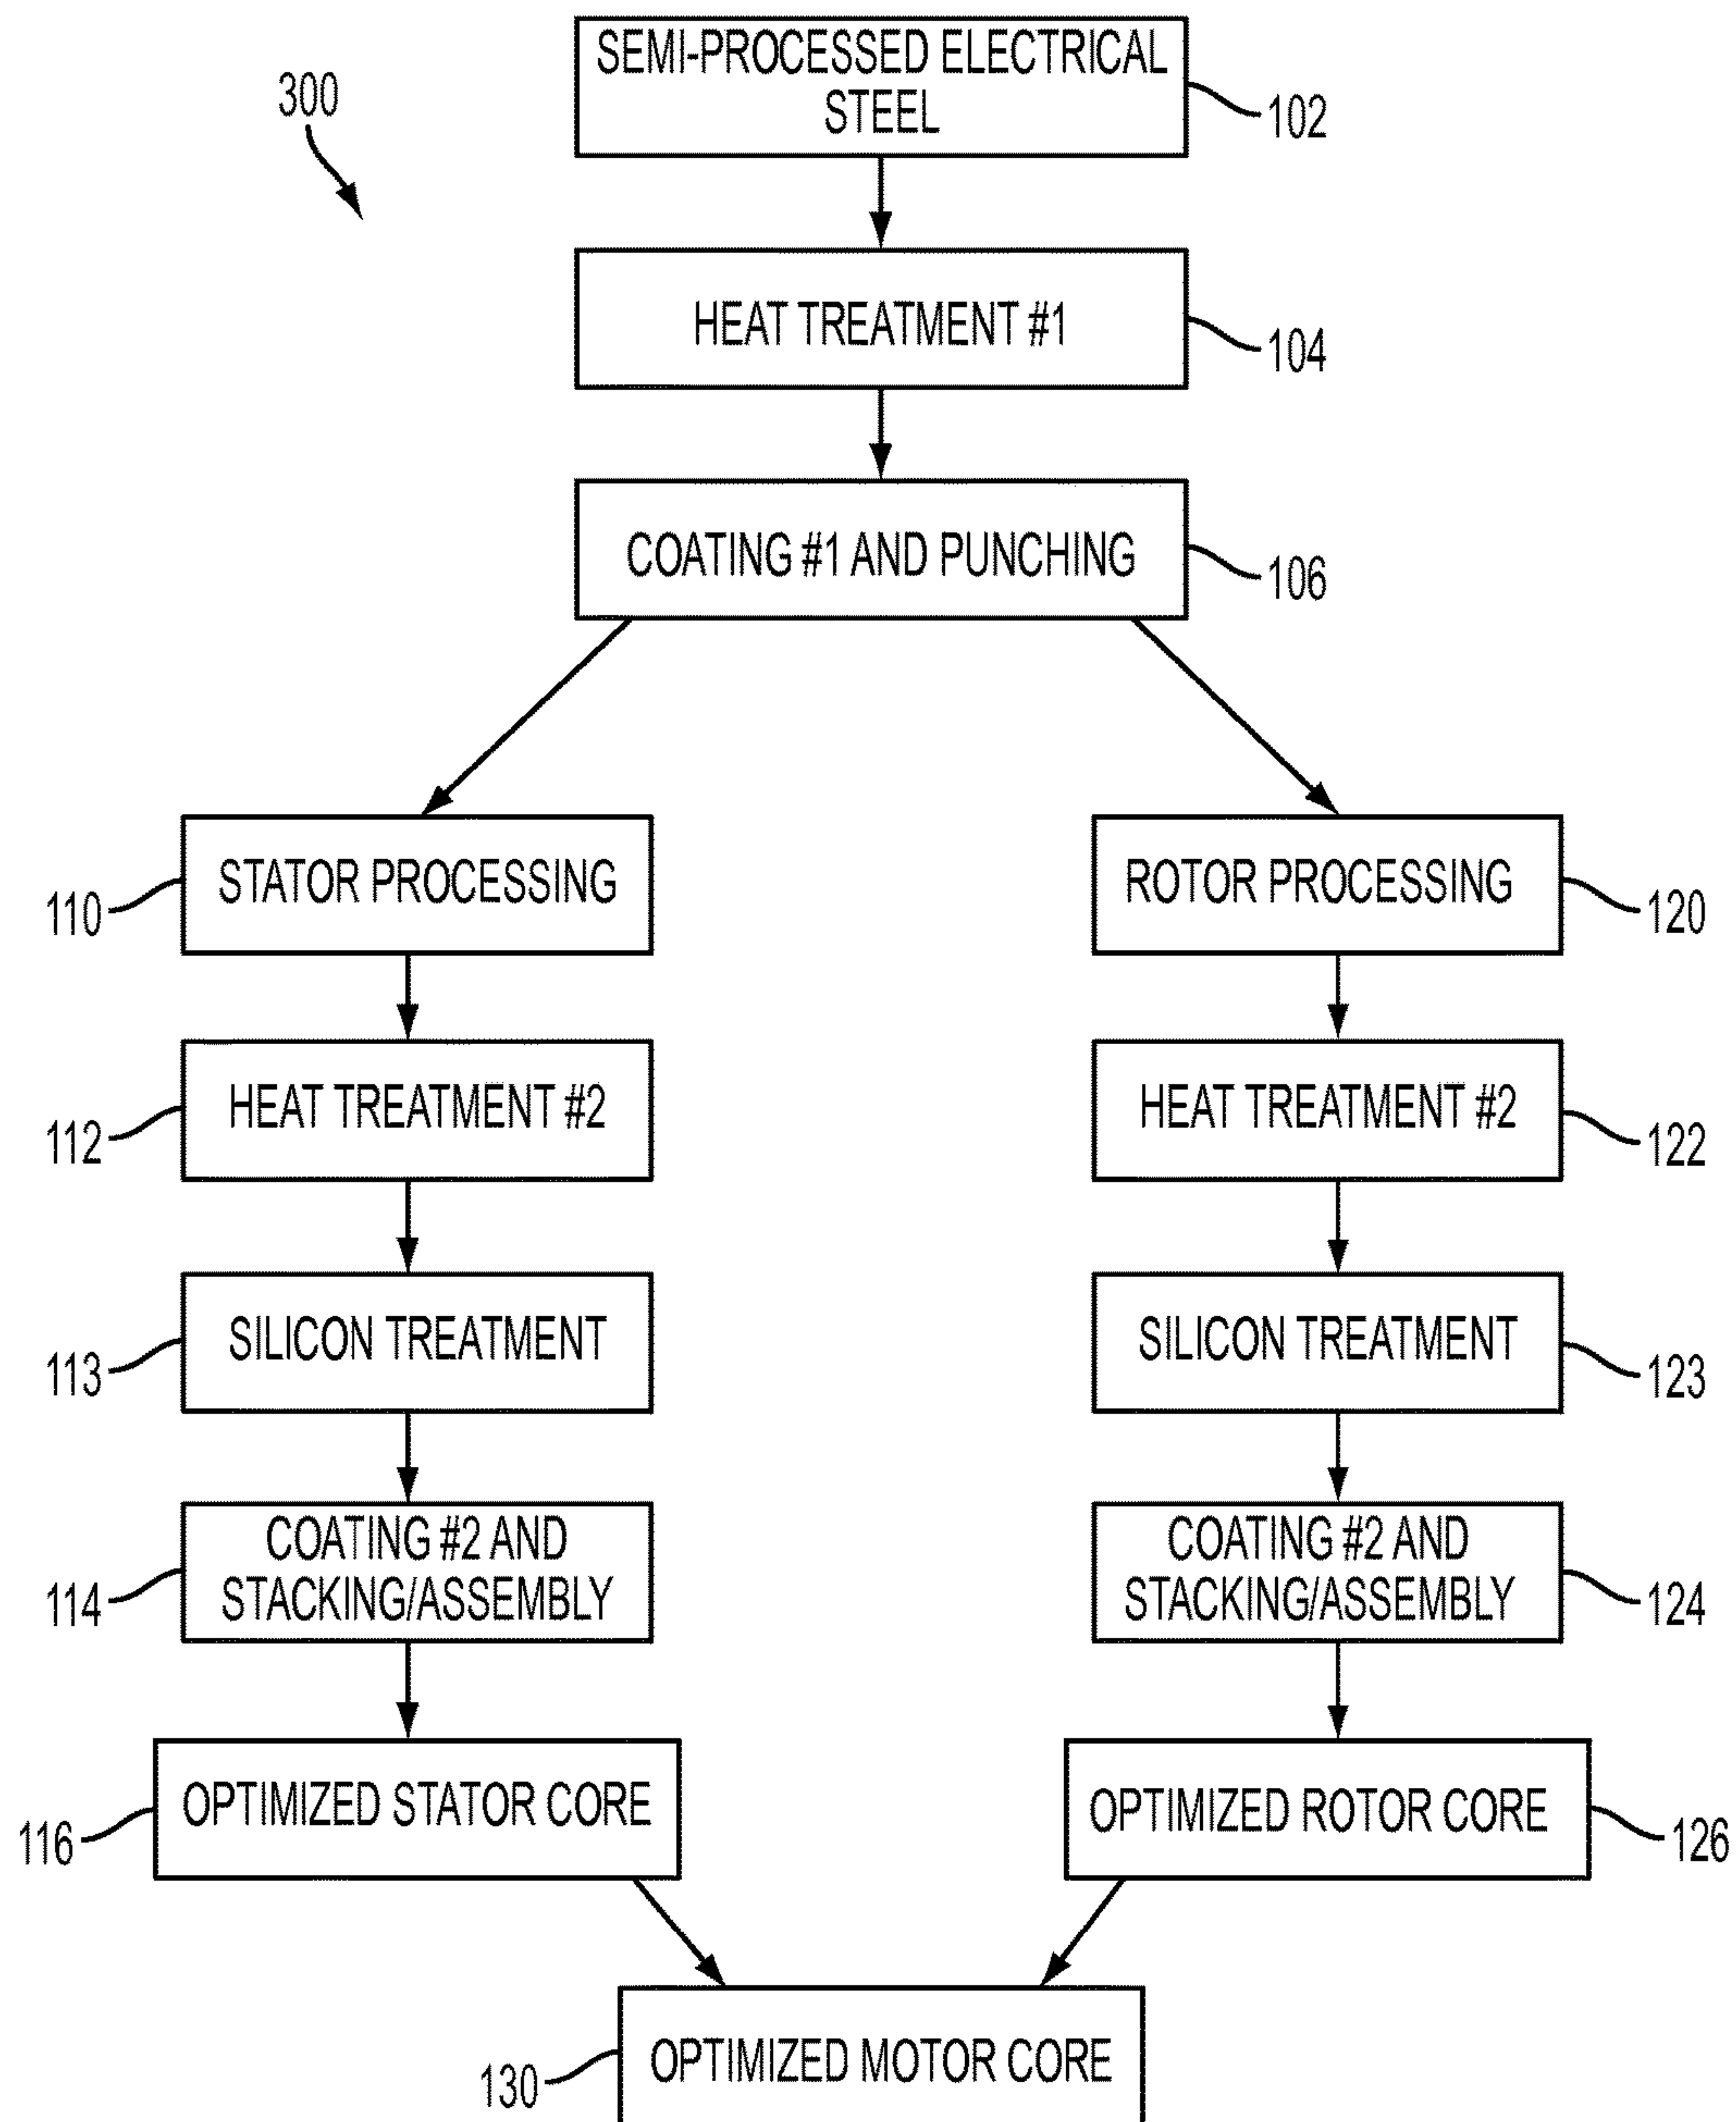 300
SEMI-PROCESSED ELECTRICAL
STEEL
102
HEAT TREATMENT #1
104
COATING #1 AND PUNCHING
106
STATOR PROCESSING
110
ROTOR PROCESSING
120
HEAT TREATMENT #2
112
HEAT TREATMENT #2
122
SILICON TREATMENT
113
SILICON TREATMENT
123
COATING #2 AND
STACKING/ASSEMBLY
114
COATING #2 AND
STACKING/ASSEMBLY
124
OPTIMIZED STATOR CORE
116
OPTIMIZED ROTOR CORE
126
OPTIMIZED MOTOR CORE
130